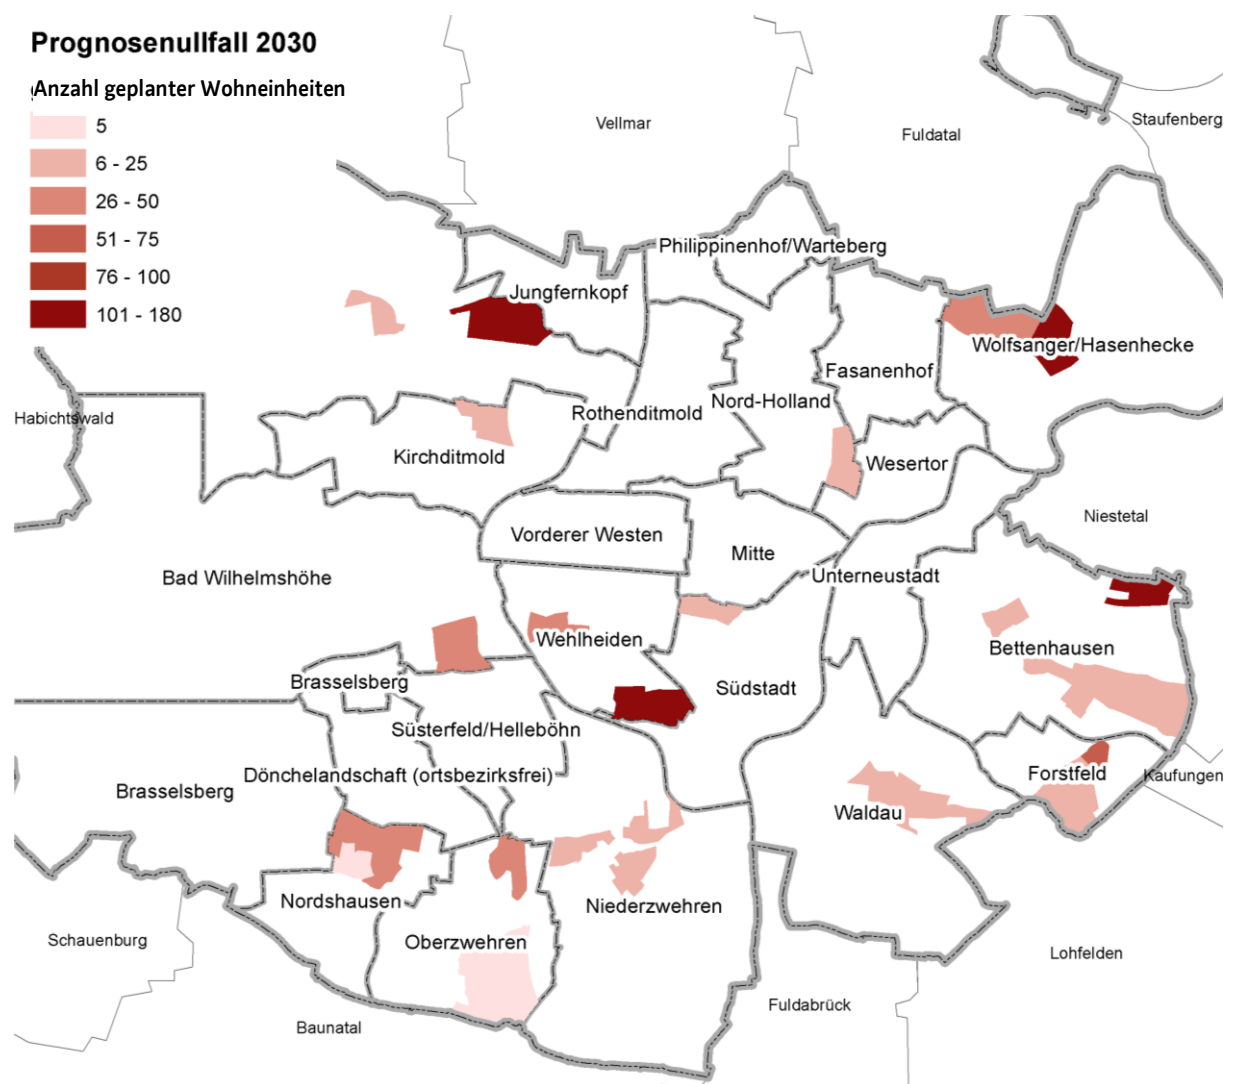 Prognosenullfall 2030
Anzahl geplanter Wohneinheiten
5
6 - 25
26 - 50
51 - 75
76 - 100
101 - 180
Vellmar
Fuldatal
Staufenberg
Philippinenhof/Warteberg
Jungfernkopf
Wolfsanger/Hasenhecke
Fasanenhof
Nord-Holland
Rothenditmold
Habichtswald
Kirchditmold
Wesertor
Niestetal
Vorderer Westen
Mitte
Unterneustadt
Bad Wilhelmshöhe
Wehlheiden
Bettenhausen
Brasselsberg
Südstadt
Süsterfeld/Helleböhn
Dönchelandschaft (ortsbezirksfrei)
Forstfeld
Kaufungen
Brasselsberg
Waldau
Nordshausen
Niederzwehren
Schauenburg
Oberzwehren
Lohfelden
Fuldabrück
Baunatal